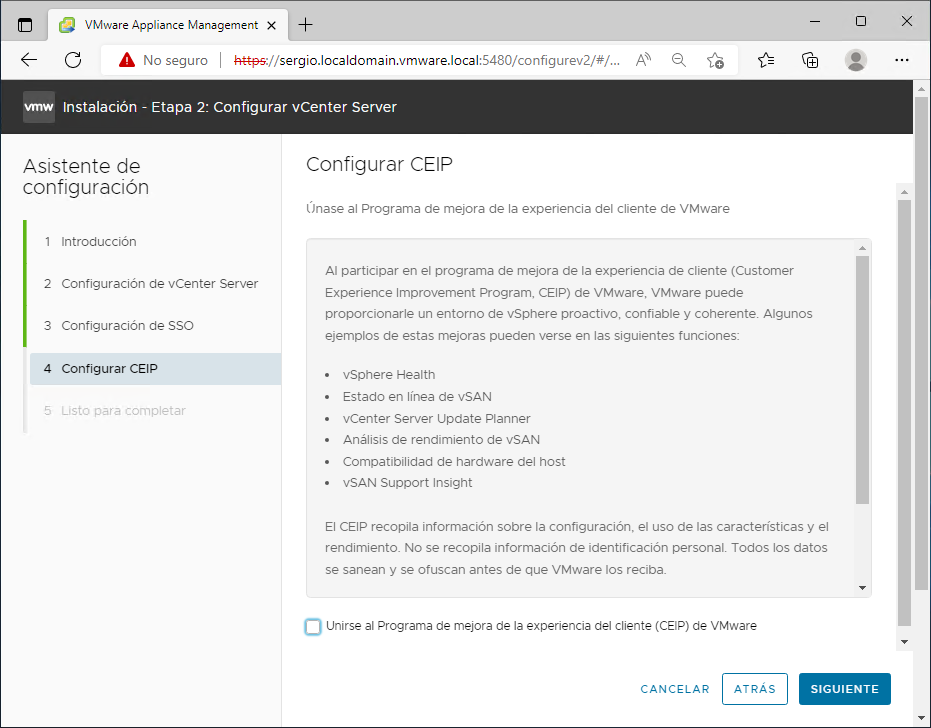 VMware Appliance Management
No seguro
https://sergio.localdomain.vmware.local:5480/configurev2/#/...
vmw
Instalación - Etapa 2: Configurar vCenter Server
Asistente de
configuración
1 Introducción
2 Configuración de vCenter Server
3 Configuración de SSO
4 Configurar CEIP
5 Listo para completar
Configurar CEIP
Únase al Programa de mejora de la experiencia del cliente de VMware
Al participar en el programa de mejora de la experiencia de cliente (Customer
Experience Improvement Program, CEIP) de VMware, VMware puede
proporcionarle un entorno de vSphere proactivo, confiable y coherente. Algunos
ejemplos de estas mejoras pueden verse en las siguientes funciones:
• vSphere Health
• Estado en línea de vSAN
• vCenter Server Update Planner
• Análisis de rendimiento de vSAN
• Compatibilidad de hardware del host
• vSAN Support Insight
El CEIP recopila información sobre la configuración, el uso de las características y el
rendimiento. No se recopila información de identificación personal. Todos los datos
se sanean y se ofuscan antes de que VMware los reciba.
Unirse al Programa de mejora de la experiencia del cliente (CEIP) de VMware
CANCELAR
ATRÁS
SIGUIENTE